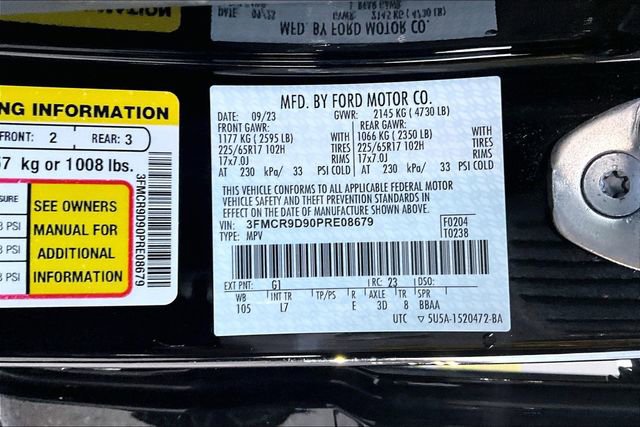 MFD. BY FORD MOTOR CO.
NG INFORMATION
FRONT: 2 REAR: 3
kg or 1008 lbs.
SURE
PSI
PSI
PSI
SEE OWNERS
MANUAL FOR
ADDITIONAL
INFORMATION
3FMCR9D90PRE08679
MFD. BY FORD MOTOR CO.
DATE: 09/23 GVWR: 2145 KG ( 4730 LB)
FRONT GAWR: REAR GAWR:
1177 KG ( 2595 LB) WITH 1066 KG ( 2350 LB) WITH
225/65R17 102H TIRES 225/65R17 102H TIRES
17x7.0J RIMS 17x7.0J RIMS
AT 230 kPa/ 33 PSI COLD AT 230 kPa/ 33 PSI COLD
THIS VEHICLE CONFORMS TO ALL APPLICABLE FEDERAL MOTOR
VEHICLE SAFETY AND THEFT PREVENTION STANDARDS IN
EFFECT ON THE DATE OF MANUFACTURE SHOWN ABOVE.
VIN: 3FMCR9D90PRE08679 F0204
TYPE: MPV T0238
EXT PNT: G1 RC: 23 DSO:
WB INT TR TP/PS R AXLE TR SPR
105 L7 E 3D 8 BBAA
UTC ▽ 5U5A-1520472-BA